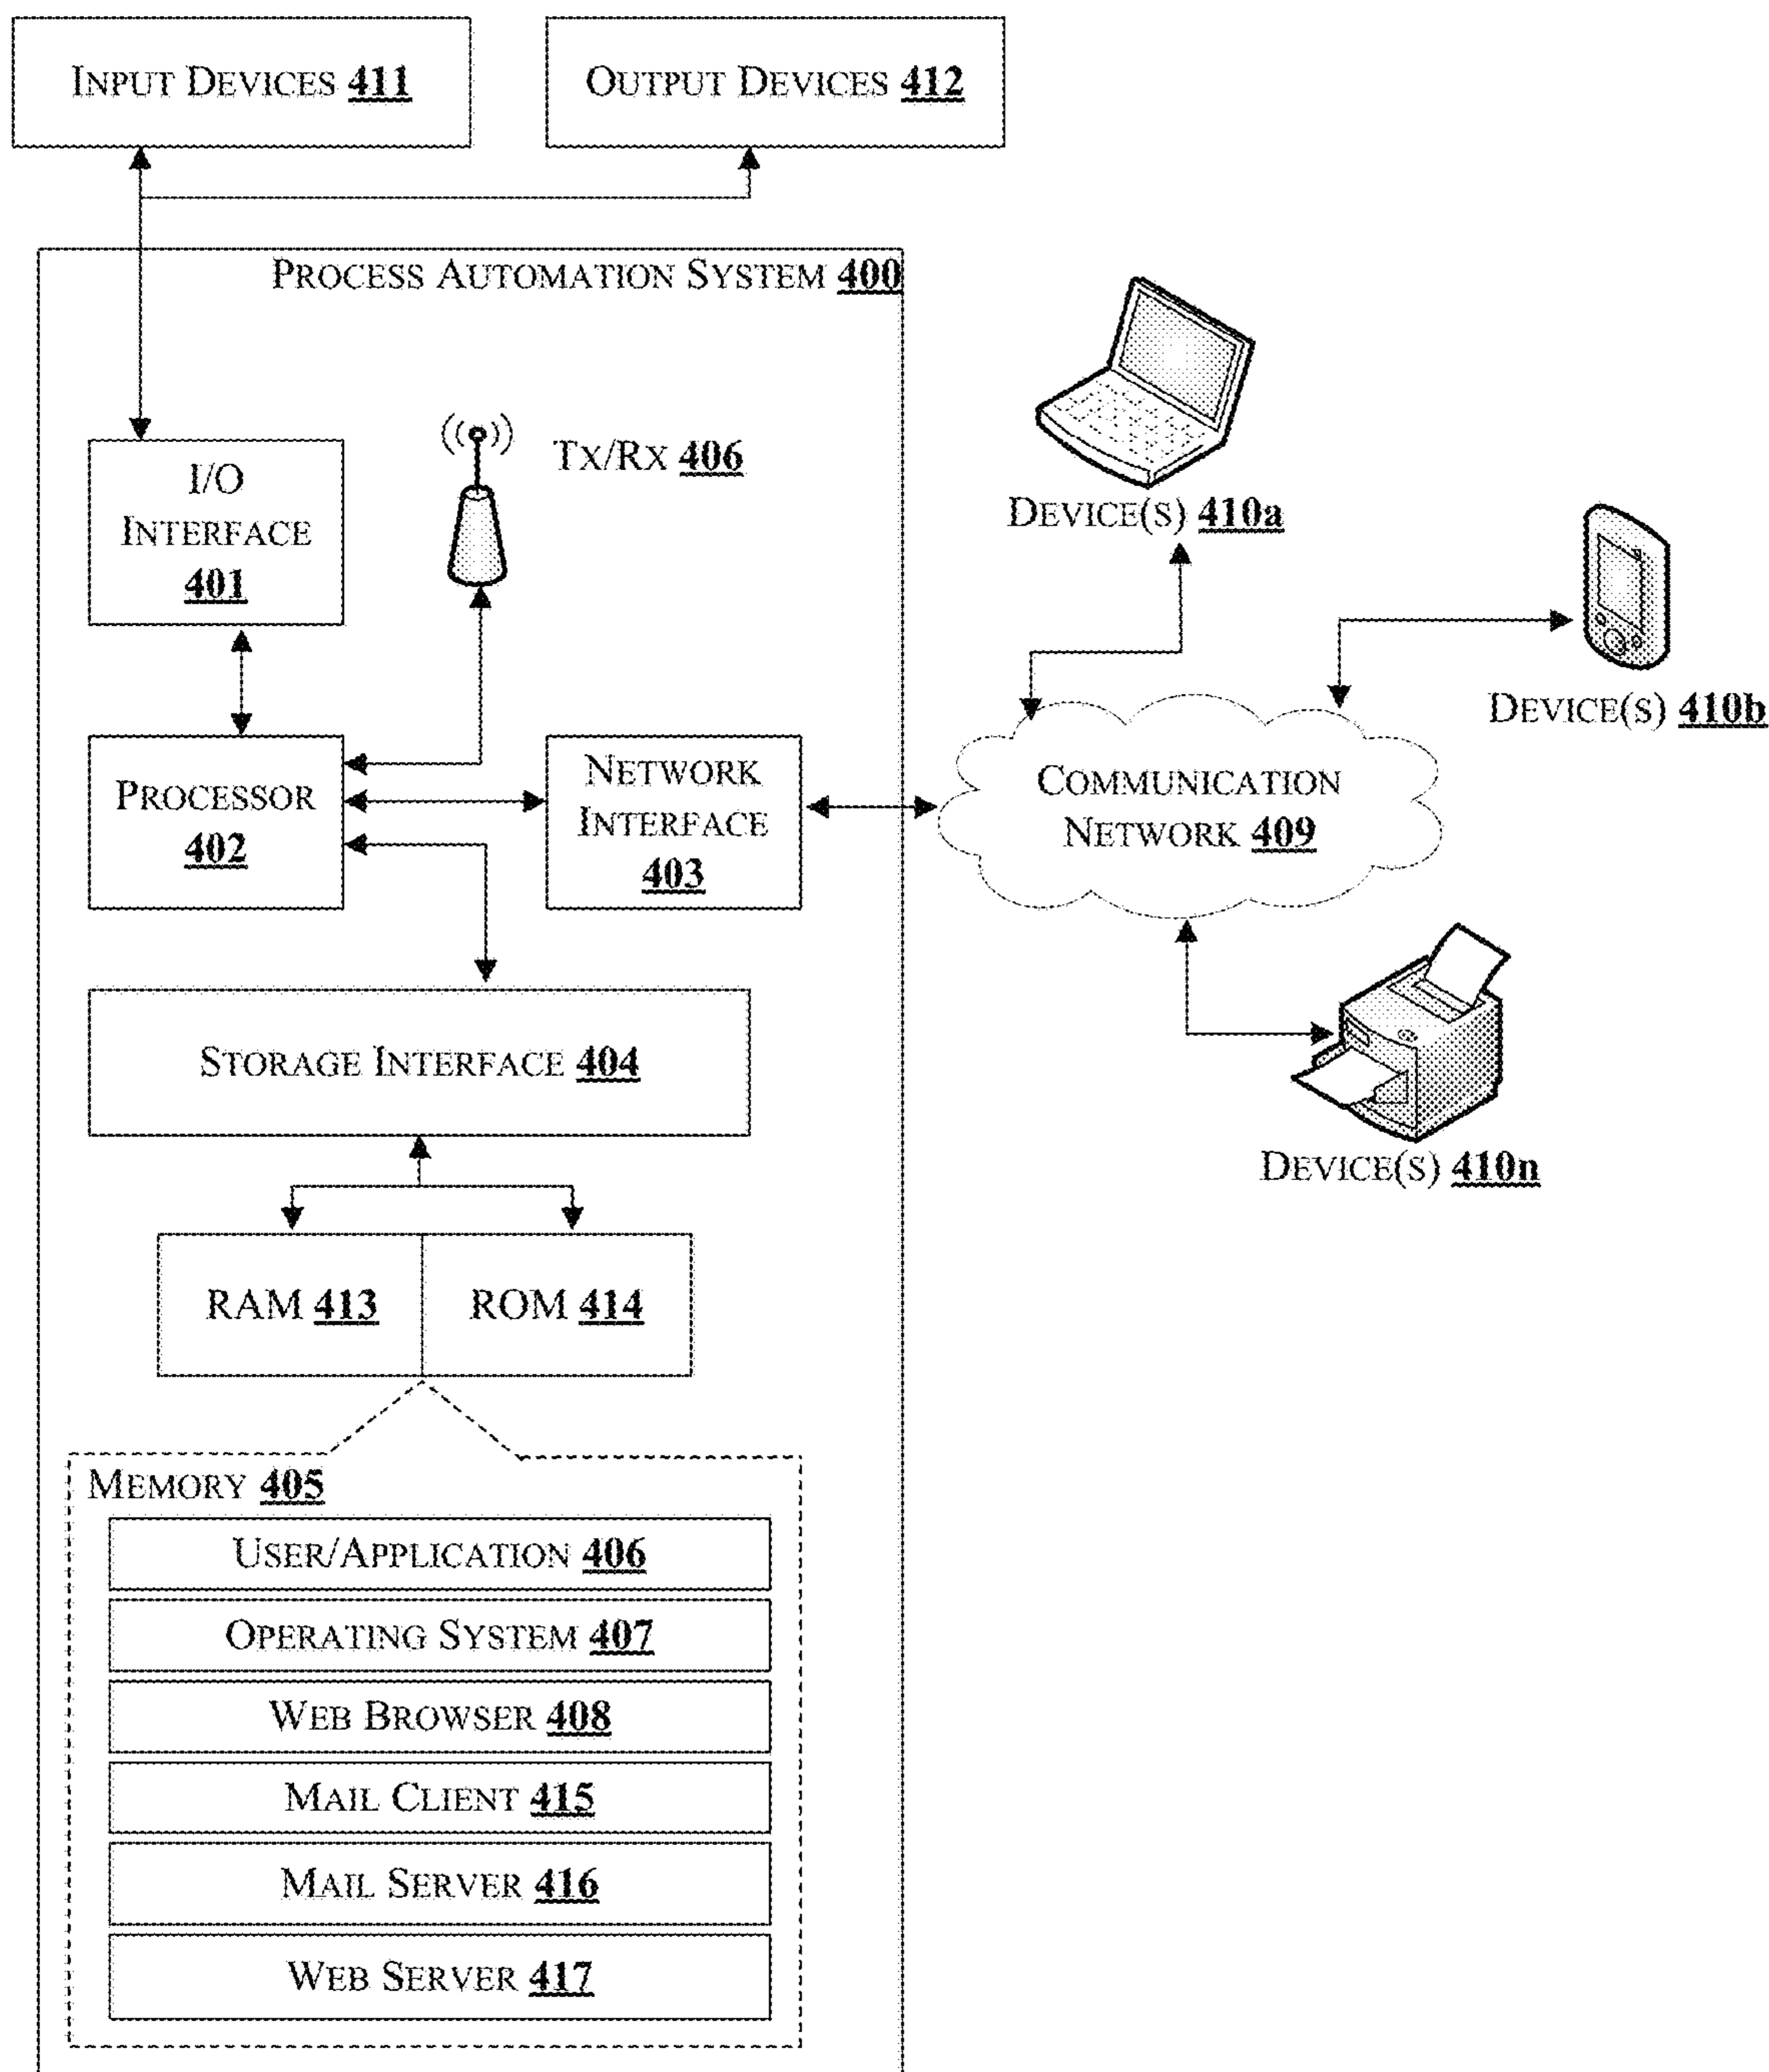 INPUT DEVICES 411
OUTPUT DEVICES 412
PROCESS AUTOMATION SYSTEM 400
I/O
INTERFACE
401
TX/RX 406
DEVICE(S) 410a
DEVICE(S) 410b
PROCESSOR
402
NETWORK
INTERFACE
403
COMMUNICATION
NETWORK 409
STORAGE INTERFACE 404
DEVICE(S) 410n
RAM 413
ROM 414
MEMORY 405
USER/APPLICATION 406
OPERATING SYSTEM 407
WEB BROWSER 408
MAIL CLIENT 415
MAIL SERVER 416
WEB SERVER 417